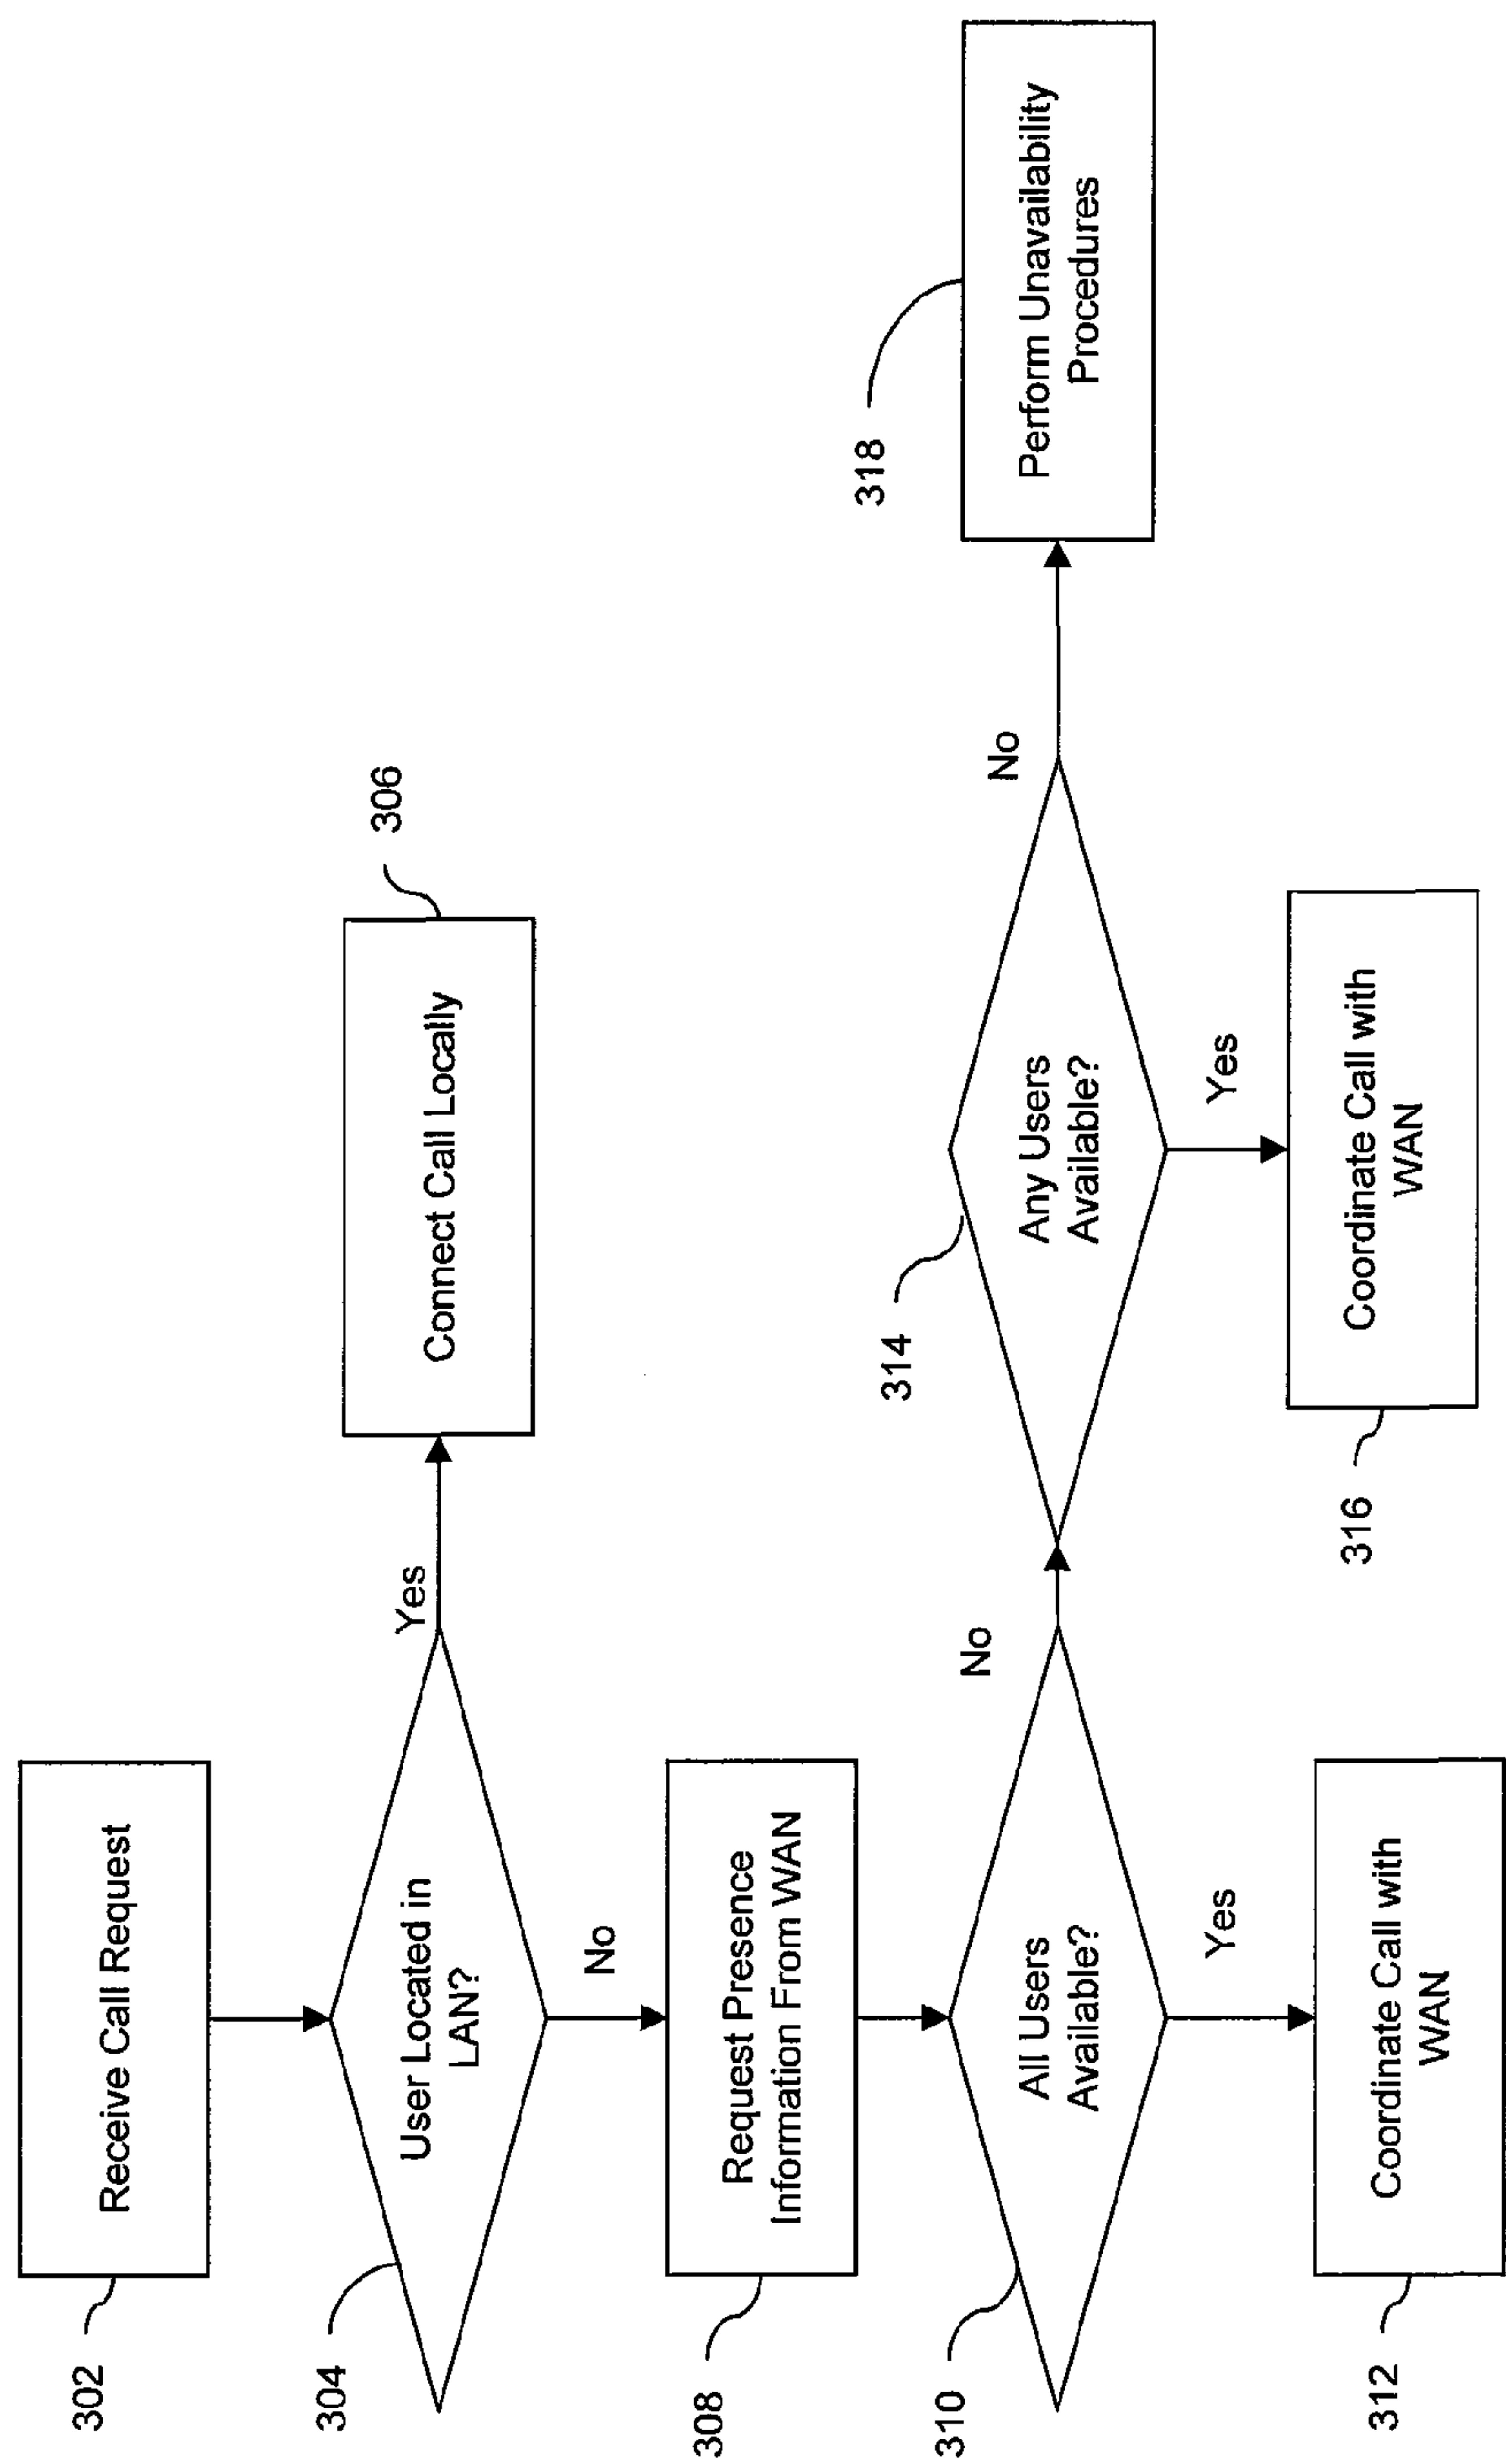 302
Receive Call Request
304
User Located in
LAN?
Yes
306
Connect Call Locally
No
308
Request Presence
Information From WAN
310
All Users
Available?
No
Yes
312
Coordinate Call with
WAN
314
Any Users
Available?
No
Yes
316
Coordinate Call with
WAN
318
Perform Unavailability
Procedures